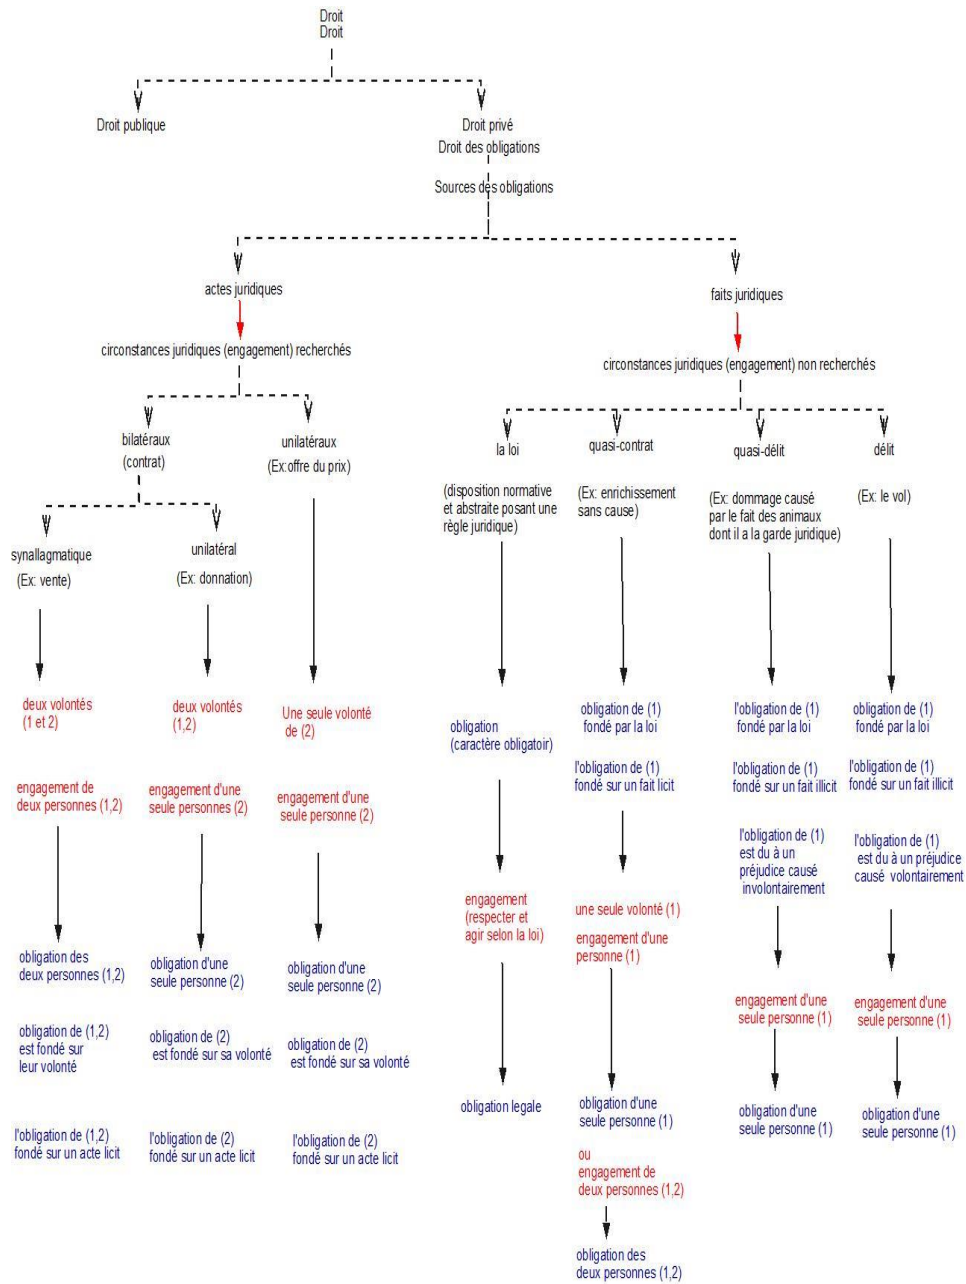 Droit
Droit
Droit publique
Droit privé
Droit des obligations
Sources des obligations
actes juridiques
faits juridiques
circonstances juridiques (engagement) recherchés
circonstances juridiques (engagement) non recherchés
bilatéraux
(contrat)
unilatéraux
(Ex:offre du prix)
la loi
(disposition normative
et abstraite posant une
règle juridique)
quasi-contrat
(Ex: enrichissement
sans cause)
quasi-délit
(Ex: dommage causé
par le fait des animaux
dont il a la garde juridique)
délit
(Ex: le vol)
synallagmatique
(Ex: vente)
unilatéral
(Ex: donnation)
deux volontés
(1 et 2)
engagement de
deux personnes (1,2)
obligation des
deux personnes (1,2)
obligation de (1,2)
est fondé sur
leur volonté
l'obligation de (1,2)
fondé sur un acte licit
deux volontés
(1,2)
engagement d'une
seule personnes (2)
obligation d'une
seule personne (2)
obligation de (2)
est fondé sur sa volonté
l'obligation de (2)
fondé sur un acte licit
Une seule volonté
de (2)
engagement d'une
seule personne (2)
obligation d'une
seule personne (2)
obligation de (2)
est fondé sur sa volonté
l'obligation de (2)
fondé sur un acte licit
obligation
(caractère obligatoir)
engagement
(respecter et
agir selon la loi)
obligation legale
obligation de (1)
fondé par la loi
l'obligation de (1)
fondé sur un fait licit
une seule volonté (1)
engagement d'une
personne (1)
obligation d'une
seule personne (1)
ou
engagement de
deux personnes (1,2)
obligation des
deux personnes (1,2)
l'obligation de (1)
fondé par la loi
l'obligation de (1)
fondé sur un fait illicit
l'obligation de (1)
est du à un
préjudice causé
involontairement
engagement d'une
seule personne (1)
obligation d'une
seule personne (1)
obligation de (1)
fondé par la loi
l'obligation de (1)
fondé sur un fait illicit
l'obligation de (1)
est du à un préjudice
causé volontairement
engagement d'une
seule personne (1)
obligation d'une
seule personne (1)